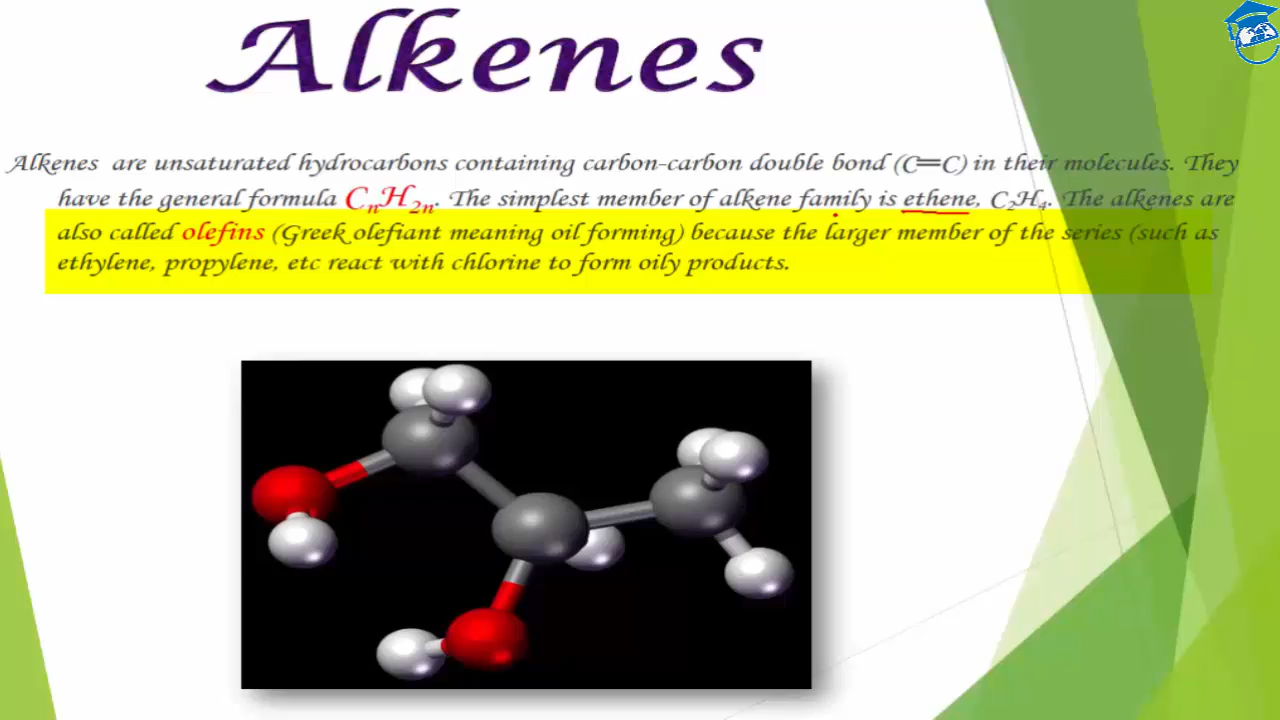 Alkenes
Alkenes are unsaturated hydrocarbons containing carbon-carbon double bond (C═C) in their molecules. They
have the general formula CₙH₂ₙ. The simplest member of alkene family is ethene, C₂H₄. The alkenes are
also called olefins (Greek olefiant meaning oil forming) because the larger member of the series (such as
ethylene, propylene, etc react with chlorine to form oily products.